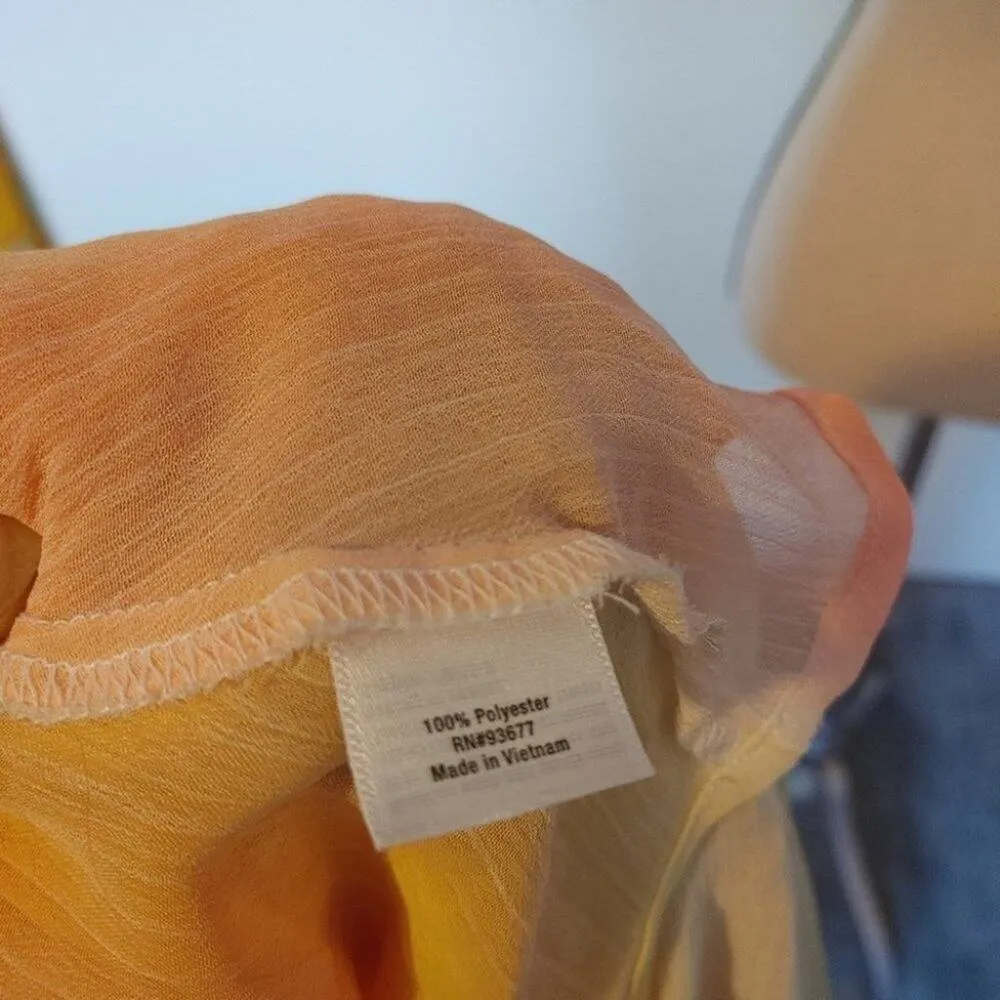 100% Polyester
RN#93677
Made in Vietnam